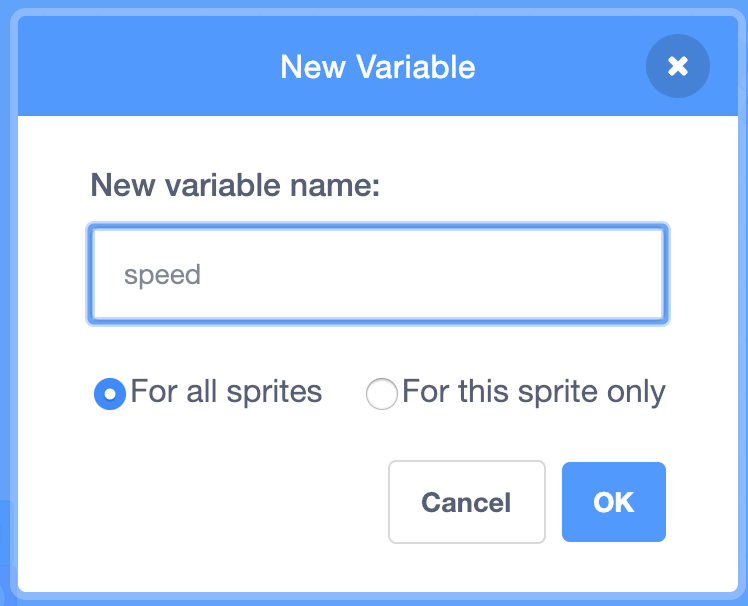 New Variable
New variable name:
speed
For all sprites
For this sprite only
Cancel
OK